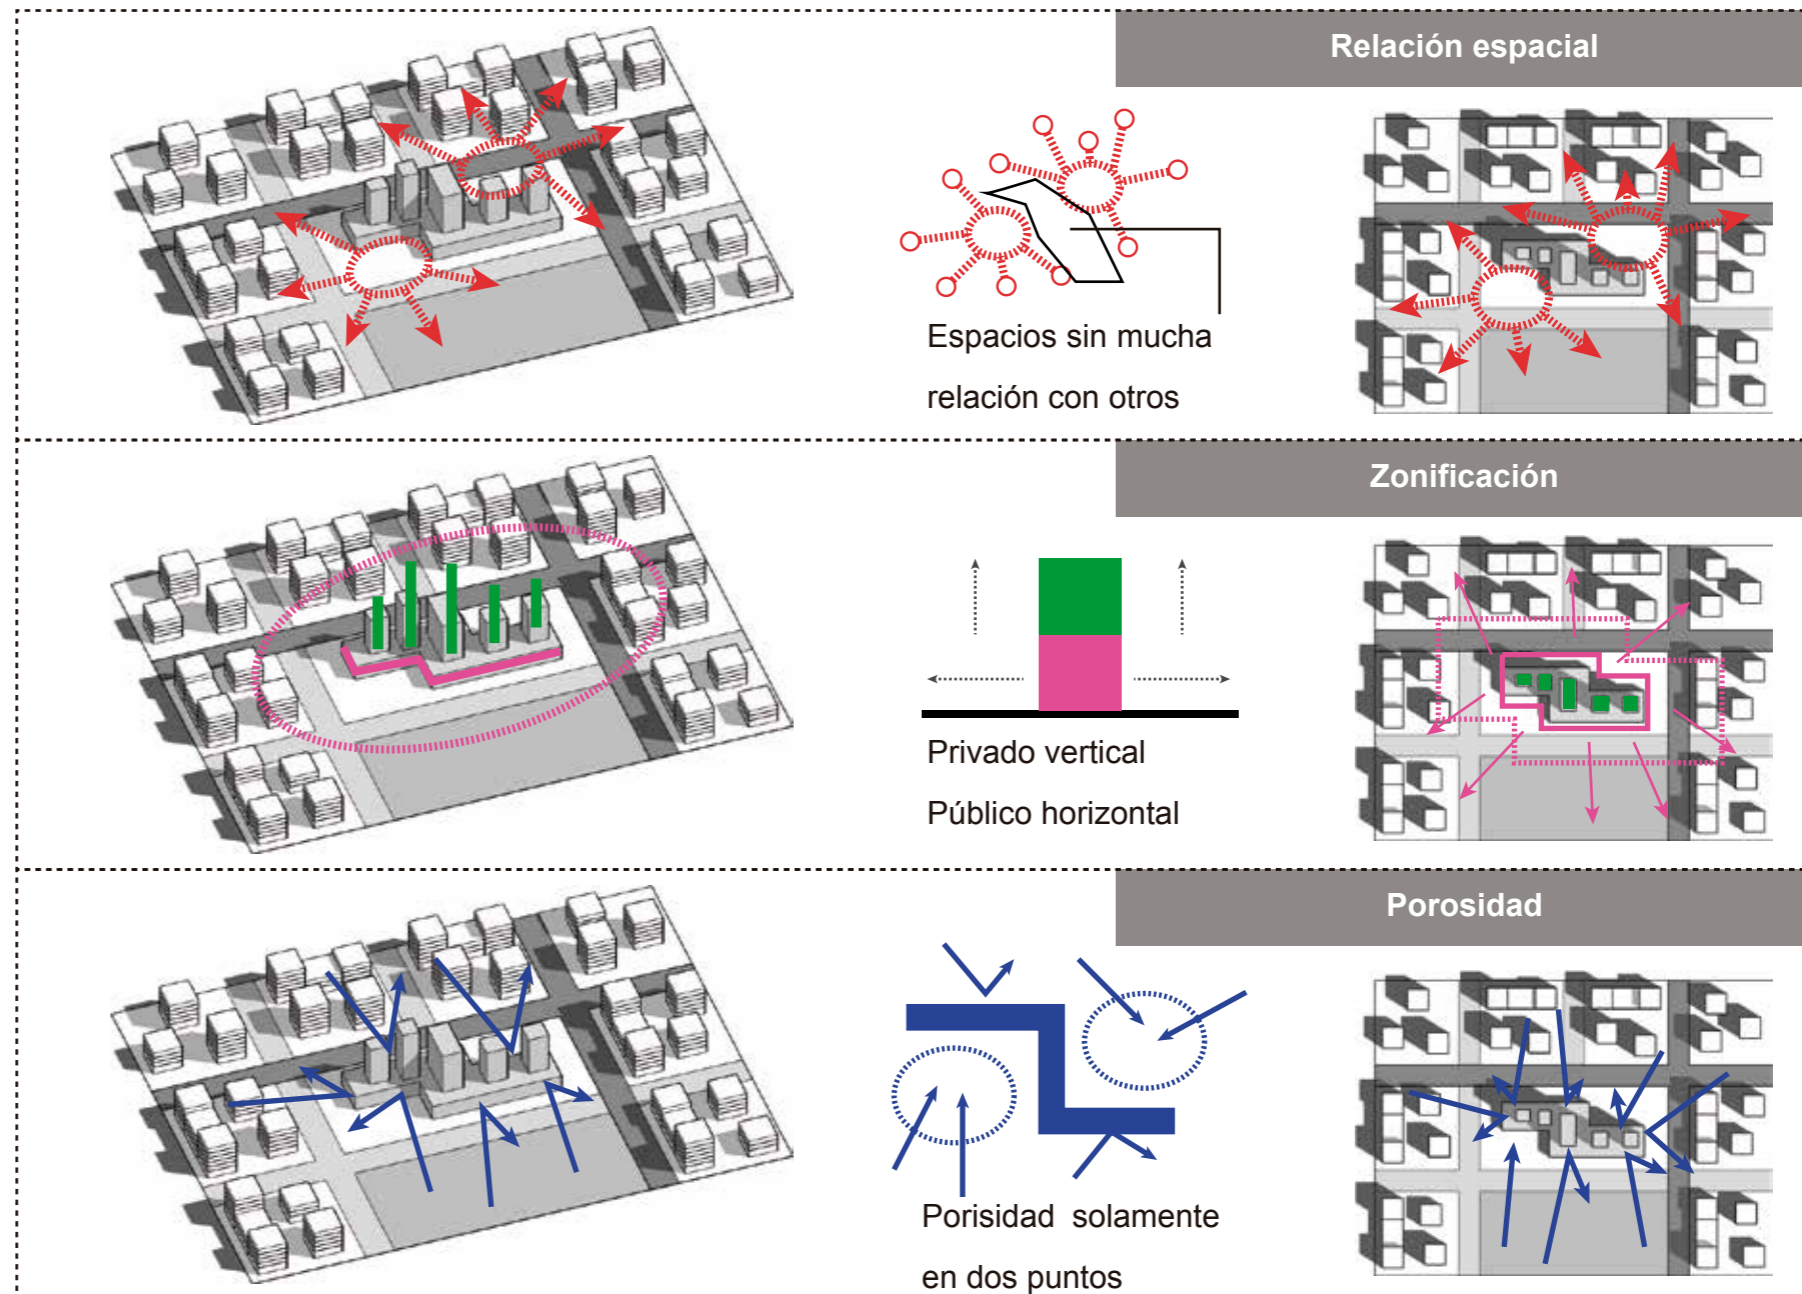 Relación espacial
Espacios sin mucha
relación con otros
Zonificación
Privado vertical
Público horizontal
Porosidad
Porisidad solamente
en dos puntos